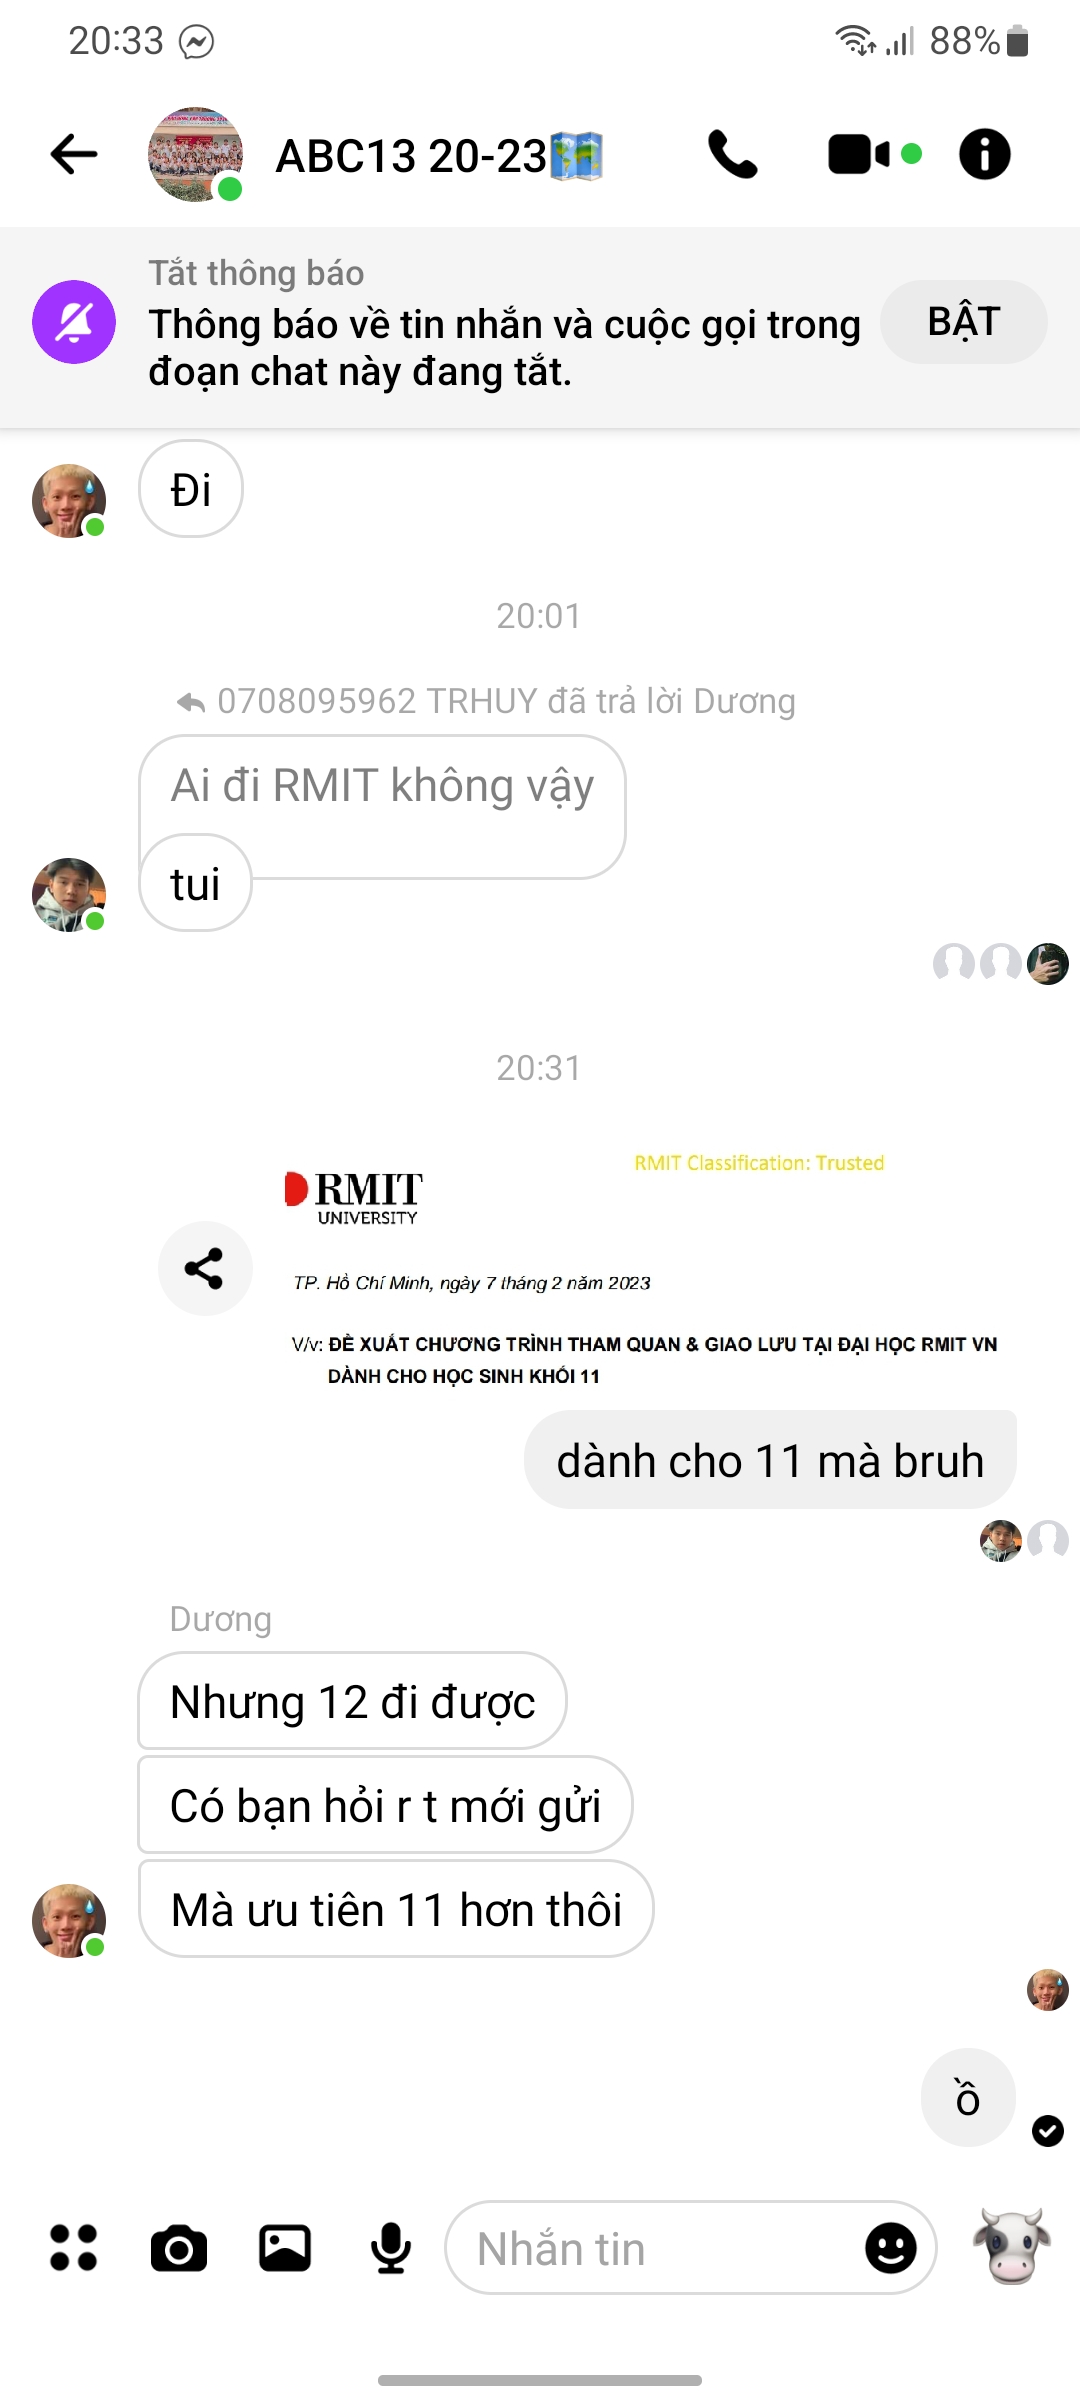 20:33
88%
ABC13 20-23
Tắt thông báo
Thông báo về tin nhắn và cuộc gọi trong
đoạn chat này đang tắt.
BẬT
Đi
20:01
0708095962 TRHUY đã trả lời Dương
Ai đi RMIT không vậy
tui
20:31
RMIT Classification: Trusted
RMIT
UNIVERSITY
TP. Hồ Chí Minh, ngày 7 tháng 2 năm 2023
V/v: ĐỀ XUẤT CHƯƠNG TRÌNH THAM QUAN & GIAO LƯU TẠI ĐẠI HỌC RMIT VN
DÀNH CHO HỌC SINH KHỐI 11
dành cho 11 mà bruh
Dương
Nhưng 12 đi được
Có bạn hỏi r t mới gửi
Mà ưu tiên 11 hơn thôi
ồ
Nhắn tin